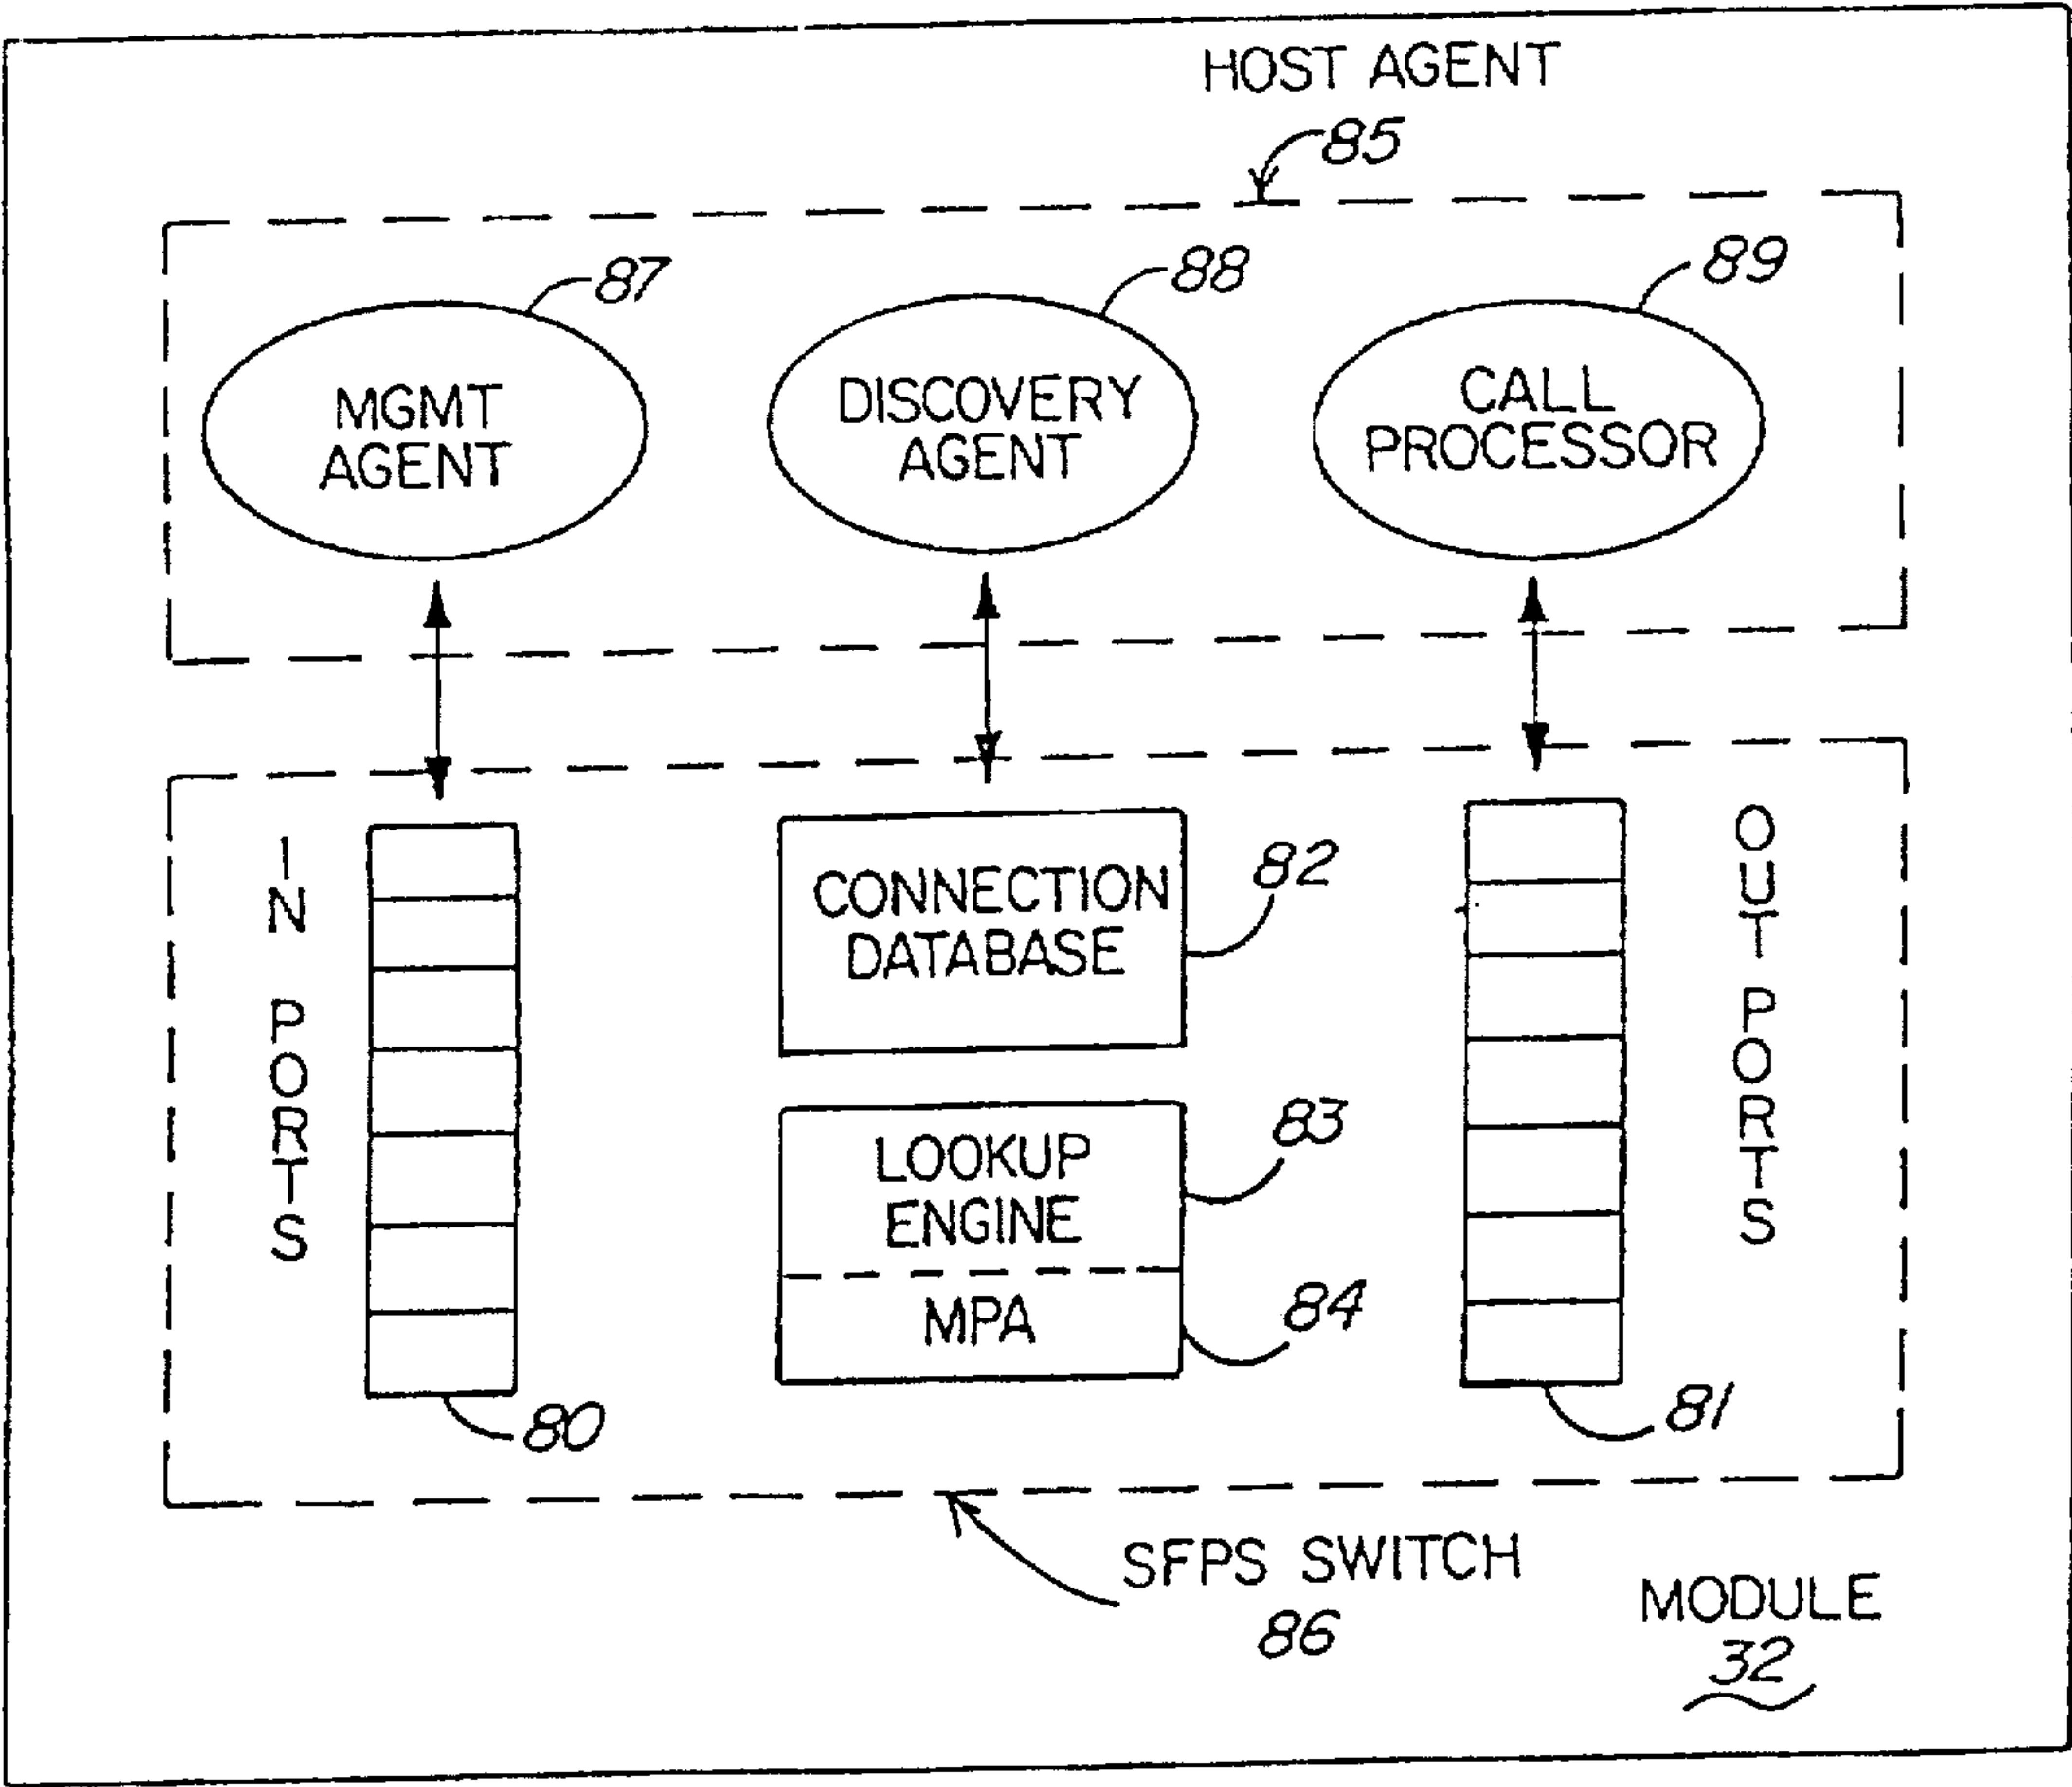 HOST AGENT
85
87
88
89
MGMT
AGENT
DISCOVERY
AGENT
CALL
PROCESSOR
IN PORTS
CONNECTION
DATABASE
82
OUT PORTS
LOOKUP
ENGINE
83
MPA
84
80
81
SFPS SWITCH
86
MODULE
32